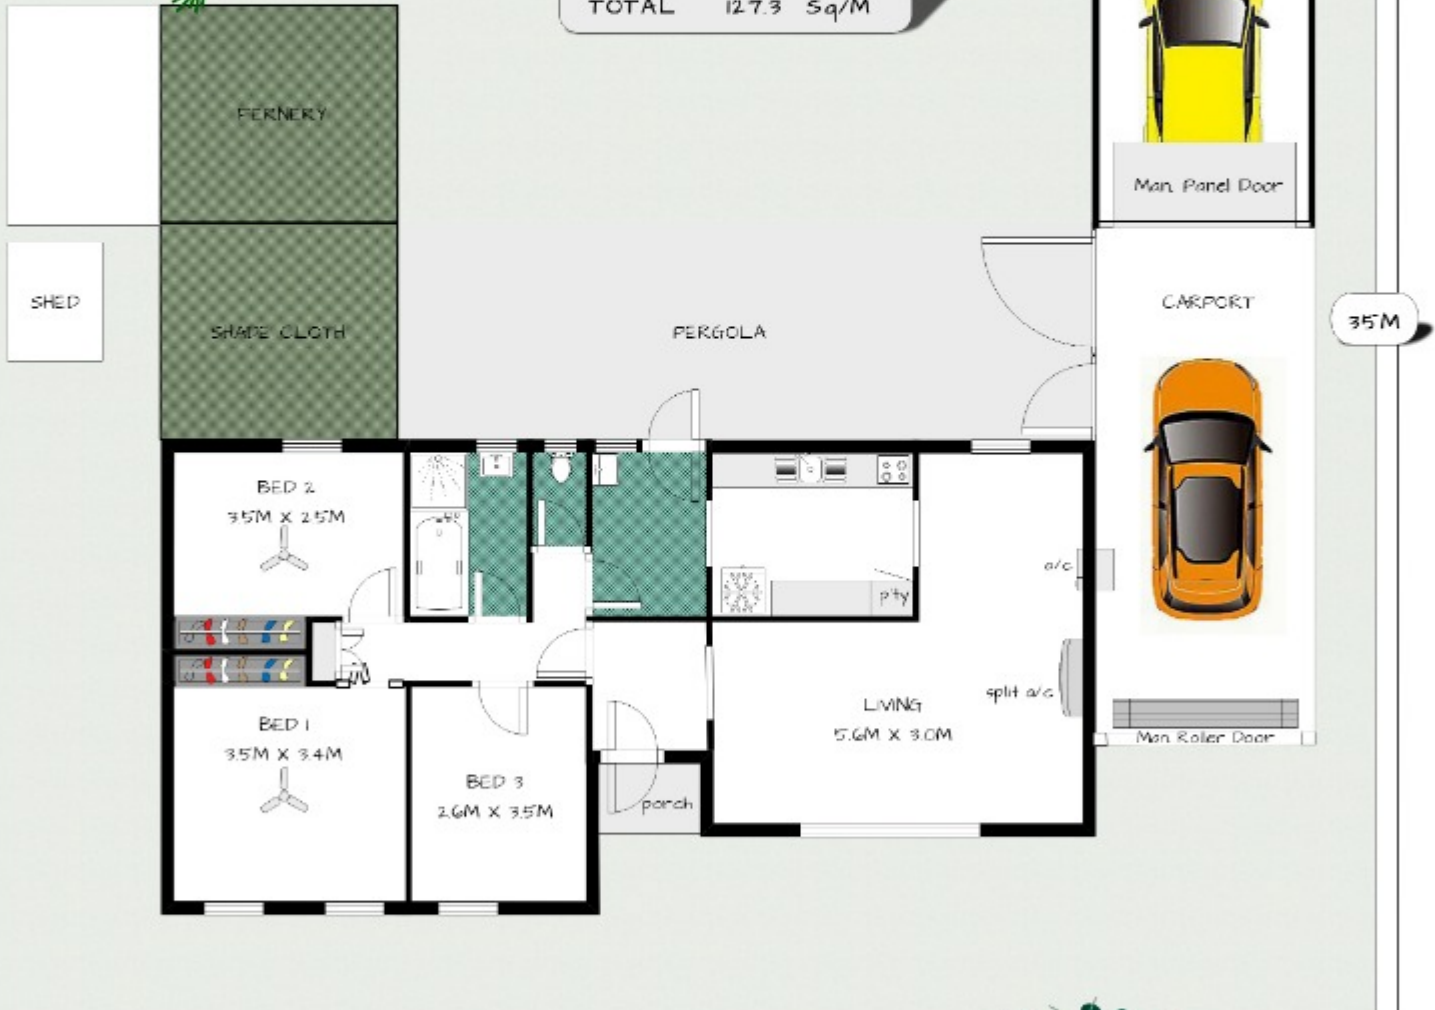 TOTAL 127.3 Sq/M
FERNERY
Man. Panel Door
SHED
CARPORT
35M
SHADE CLOTH
PERGOLA
BED 2
3.5M X 2.5M
a/c
p'ty
split a/c
LIVING
5.6M X 3.0M
BED 1
3.5M X 3.4M
Man. Roller Door
BED 3
2.6M X 3.5M
porch